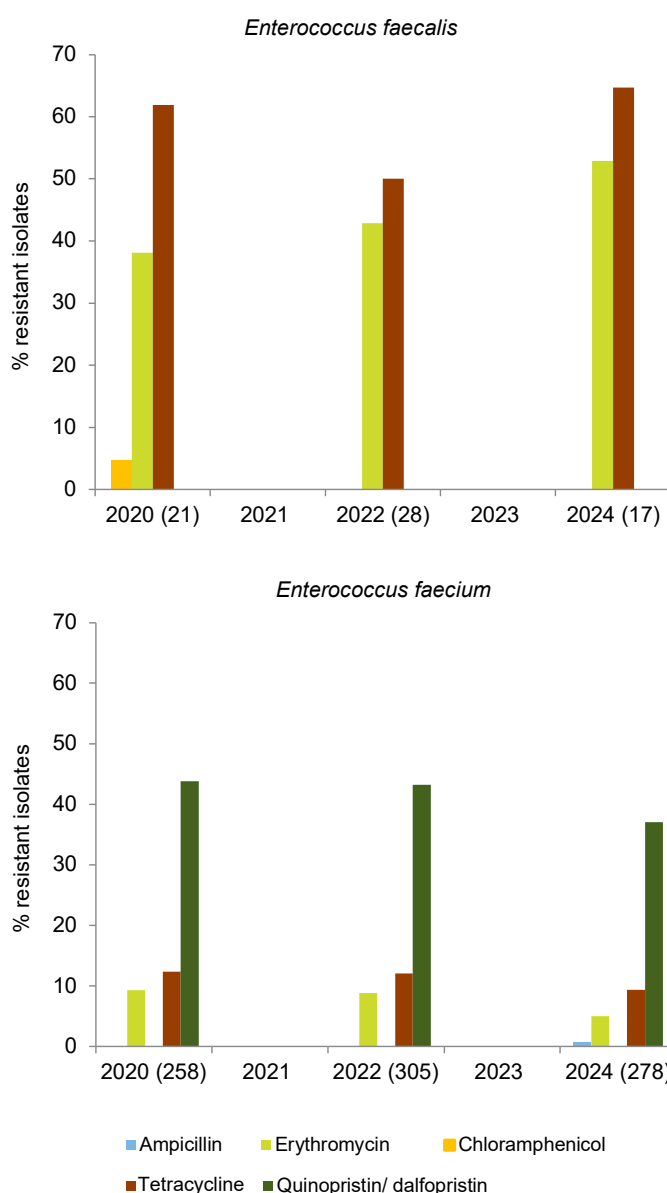 Enterococcus faecalis
% resistant isolates
70
60
50
40
30
20
10
0
2020 (21) 2021 2022 (28) 2023 2024 (17)
Enterococcus faecium
% resistant isolates
70
60
50
40
30
20
10
0
2020 (258) 2021 2022 (305) 2023 2024 (278)
Ampicillin Erythromycin Chloramphenicol
Tetracycline Quinopristin/ dalfopristin